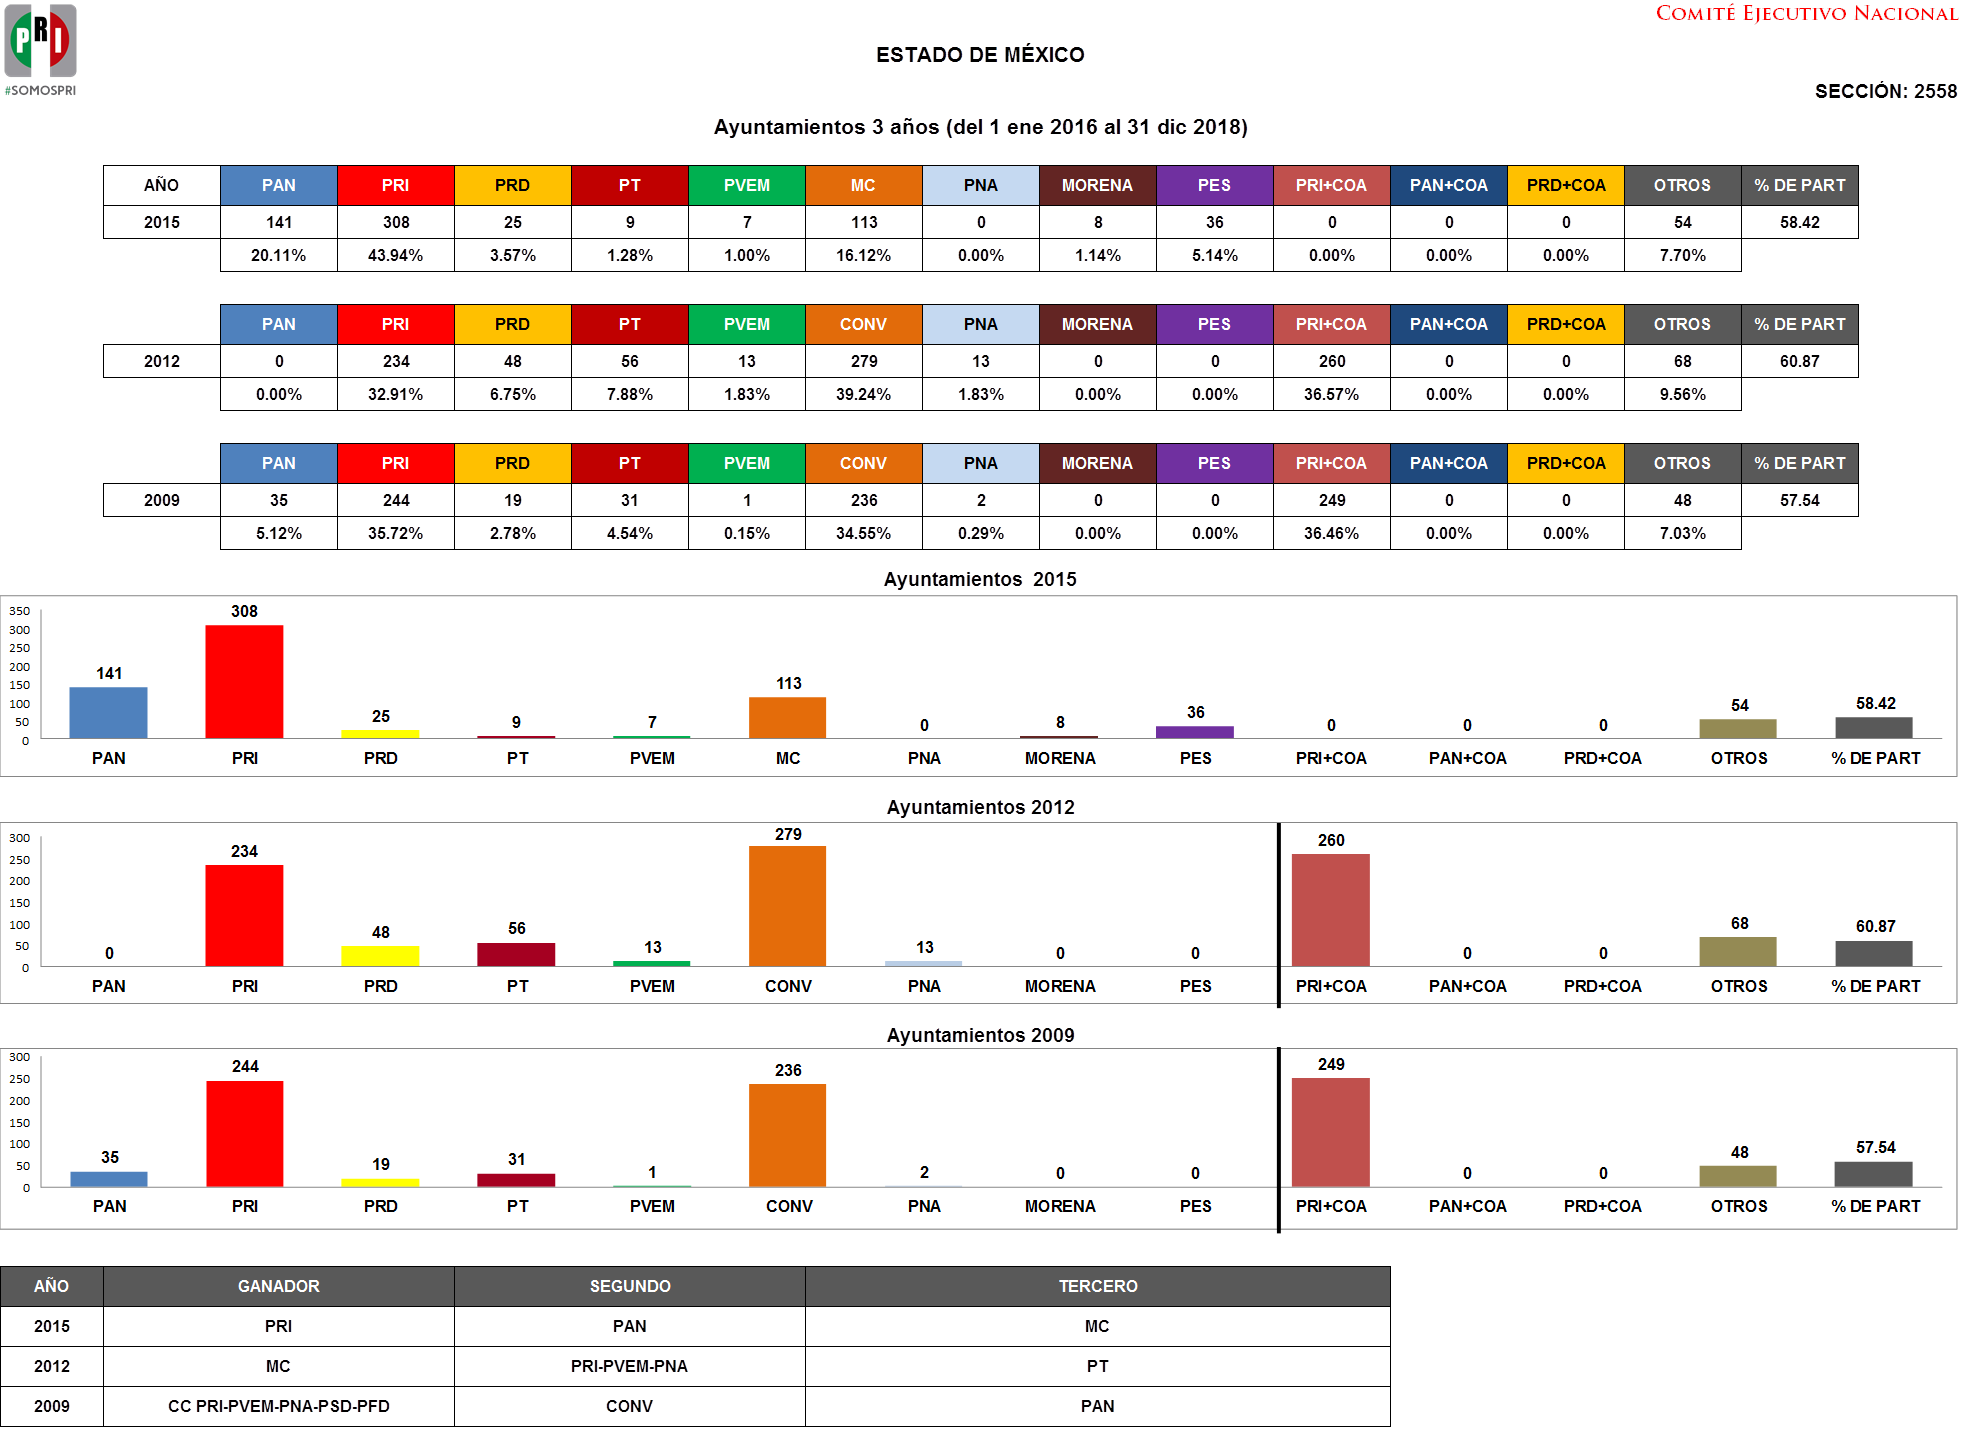 PRI
#SOMOSPRI
COMITÉ EJECUTIVO NACIONAL
ESTADO DE MÉXICO
SECCIÓN: 2558
Ayuntamientos 3 años (del 1 ene 2016 al 31 dic 2018)
AÑO PAN PRI PRD PT PVEM MC PNA MORENA PES PRI+COA PAN+COA PRD+COA OTROS % DE PART
2015 141 308 25 9 7 113 0 8 36 0 0 0 54 58.42
20.11% 43.94% 3.57% 1.28% 1.00% 16.12% 0.00% 1.14% 5.14% 0.00% 0.00% 0.00% 7.70%
PAN PRI PRD PT PVEM CONV PNA MORENA PES PRI+COA PAN+COA PRD+COA OTROS % DE PART
2012 0 234 48 56 13 279 13 0 0 260 0 0 68 60.87
0.00% 32.91% 6.75% 7.88% 1.83% 39.24% 1.83% 0.00% 0.00% 36.57% 0.00% 0.00% 9.56%
PAN PRI PRD PT PVEM CONV PNA MORENA PES PRI+COA PAN+COA PRD+COA OTROS % DE PART
2009 35 244 19 31 1 236 2 0 0 249 0 0 48 57.54
5.12% 35.72% 2.78% 4.54% 0.15% 34.55% 0.29% 0.00% 0.00% 36.46% 0.00% 0.00% 7.03%
Ayuntamientos 2015
350
300
250
200
150
100
50
0
141 308 25 9 7 113 0 8 36 0 0 0 54 58.42
PAN PRI PRD PT PVEM MC PNA MORENA PES PRI+COA PAN+COA PRD+COA OTROS % DE PART
Ayuntamientos 2012
300
250
200
150
100
50
0
0 234 48 56 13 279 13 0 0 260 0 0 68 60.87
PAN PRI PRD PT PVEM CONV PNA MORENA PES PRI+COA PAN+COA PRD+COA OTROS % DE PART
Ayuntamientos 2009
300
250
200
150
100
50
0
35 244 19 31 1 236 2 0 0 249 0 0 48 57.54
PAN PRI PRD PT PVEM CONV PNA MORENA PES PRI+COA PAN+COA PRD+COA OTROS % DE PART
AÑO GANADOR SEGUNDO TERCERO
2015 PRI PAN MC
2012 MC PRI-PVEM-PNA PT
2009 CC PRI-PVEM-PNA-PSD-PFD CONV PAN